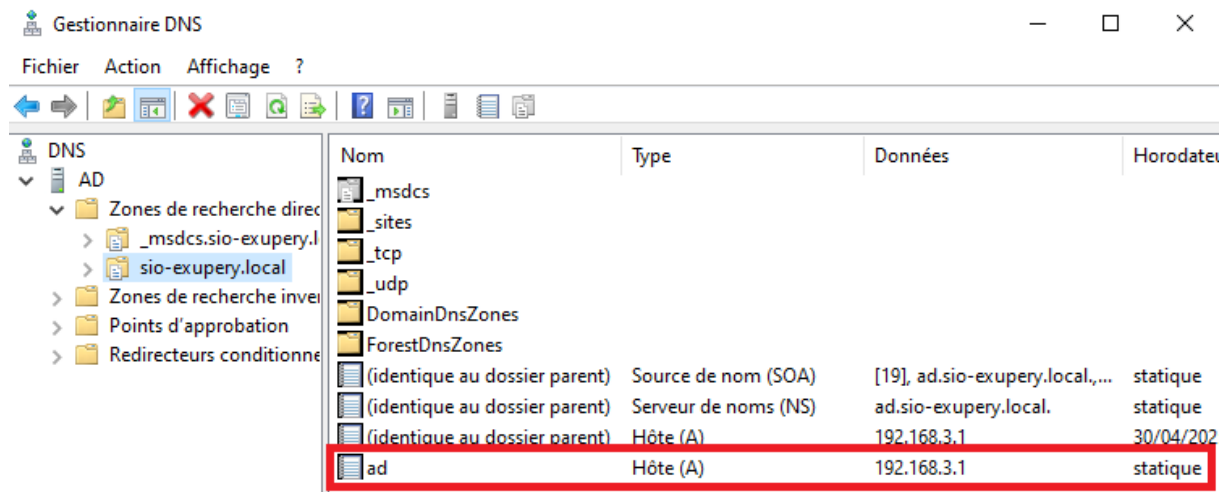 Gestionnaire DNS
Fichier Action Affichage ?
DNS
AD
Zones de recherche direc
_msdcs.sio-exupery.l
sio-exupery.local
Zones de recherche inver
Points d'approbation
Redirecteurs conditionne
Nom Type Données Horodateu
_msdcs
_sites
_tcp
_udp
DomainDnsZones
ForestDnsZones
(identique au dossier parent) Source de nom (SOA) [19], ad.sio-exupery.local.,... statique
(identique au dossier parent) Serveur de noms (NS) ad.sio-exupery.local. statique
(identique au dossier parent) Hôte (A) 192.168.3.1 30/04/202
ad Hôte (A) 192.168.3.1 statique